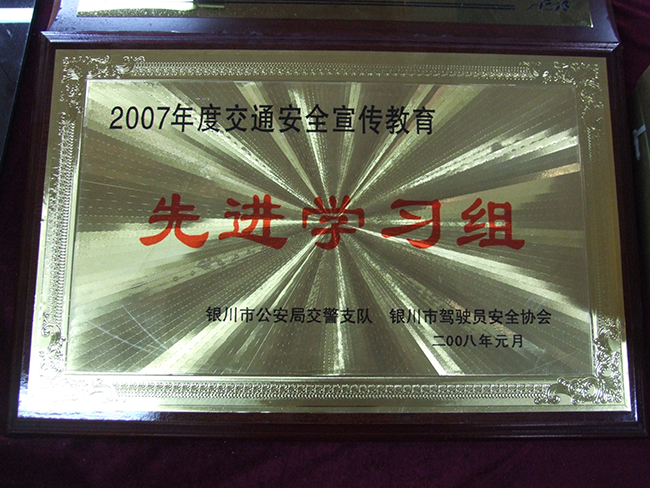 2007年度交通安全宣传教育
先进学习组
银川市公安局交警支队 银川市驾驶员安全协会
二00八年元月